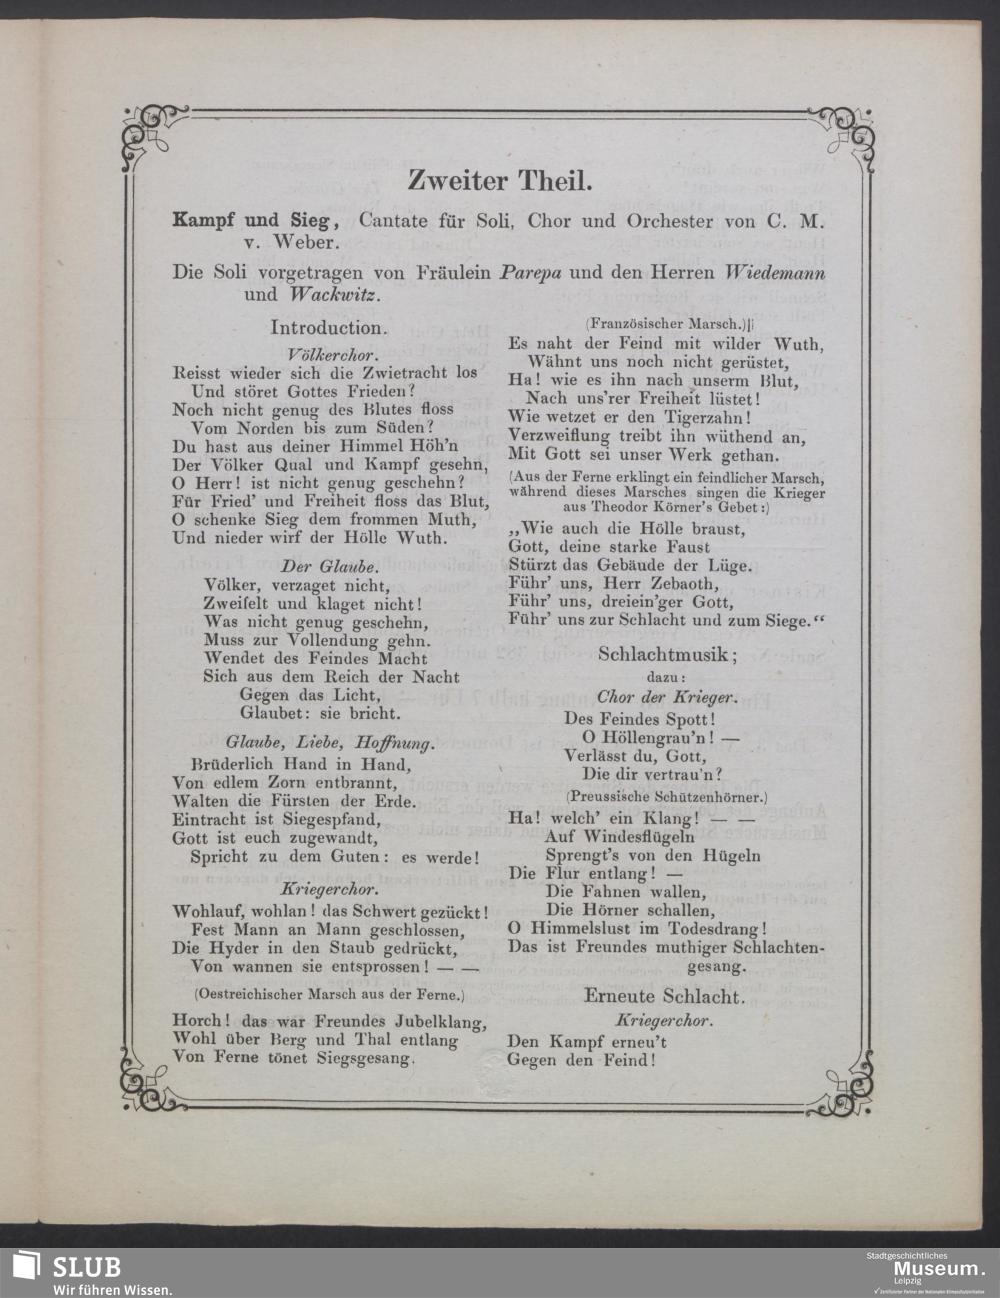 Zweiter Theil.
Kampf und Sieg, Cantate für Soli, Chor und Orchester von C. M.
v. Weber.
Die Soli vorgetragen von Fräulein Parepa und den Herren Wiedemann
und Wackwitz.
Introduction.
Völkerchor.
Reisst wieder sich die Zwietracht los
Und störet Gottes Frieden?
Noch nicht genug des Blutes floss
Vom Norden bis zum Süden?
Du hast aus deiner Himmel Höh'n
Der Völker Qual und Kampf gesehn,
O Herr! ist nicht genug geschehn?
Für Fried' und Freiheit floss das Blut,
O schenke Sieg dem frommen Muth,
Und nieder wirf der Hölle Wuth.
Der Glaube.
Völker, verzaget nicht,
Zweifelt und klaget nicht!
Was nicht genug geschehn,
Muss zur Vollendung gehn.
Wendet des Feindes Macht
Sich aus dem Reich der Nacht
Gegen das Licht,
Glaubet: sie bricht.
Glaube, Liebe, Hoffnung.
Brüderlich Hand in Hand,
Von edlem Zorn entbrannt,
Walten die Fürsten der Erde.
Eintracht ist Siegespfand,
Gott ist euch zugewandt,
Spricht zu dem Guten: es werde!
Kriegerchor.
Wohlauf, wohlan! das Schwert gezückt!
Fest Mann an Mann geschlossen,
Die Hyder in den Staub gedrückt,
Von wannen sie entsprossen! — —
(Oestreichischer Marsch aus der Ferne.)
Horch! das war Freundes Jubelklang,
Wohl über Berg und Thal entlang
Von Ferne tönet Siegsgesang.
(Französischer Marsch.)
Es naht der Feind mit wilder Wuth,
Wähnt uns noch nicht gerüstet,
Ha! wie es ihn nach unserm Blut,
Nach uns'rer Freiheit lüstet!
Wie wetzet er den Tigerzahn!
Verzweiflung treibt ihn wüthend an,
Mit Gott sei unser Werk gethan.
(Aus der Ferne erklingt ein feindlicher Marsch,
während dieses Marsches singen die Krieger
aus Theodor Körner's Gebet:)
„Wie auch die Hölle braust,
Gott, deine starke Faust
Stürzt das Gebäude der Lüge.
Führ' uns, Herr Zebaoth,
Führ' uns, dreiein'ger Gott,
Führ' uns zur Schlacht und zum Siege.“
Schlachtmusik;
dazu:
Chor der Krieger.
Des Feindes Spott!
O Höllengrau'n! —
Verlässt du, Gott,
Die dir vertrau'n?
(Preussische Schützenhörner.)
Ha! welch' ein Klang! — —
Auf Windesflügeln
Sprengt's von den Hügeln
Die Flur entlang! —
Die Fahnen wallen,
Die Hörner schallen,
O Himmelslust im Todesdrang!
Das ist Freundes muthiger Schlachten-
gesang.
Erneute Schlacht.
Kriegerchor.
Den Kampf erneu't
Gegen den Feind!
SLUB
Wir führen Wissen.
Stadtgeschichtliches
Museum.
Leipzig
Zertifizierter Partner der Nationalen Klimaschutzinitiative